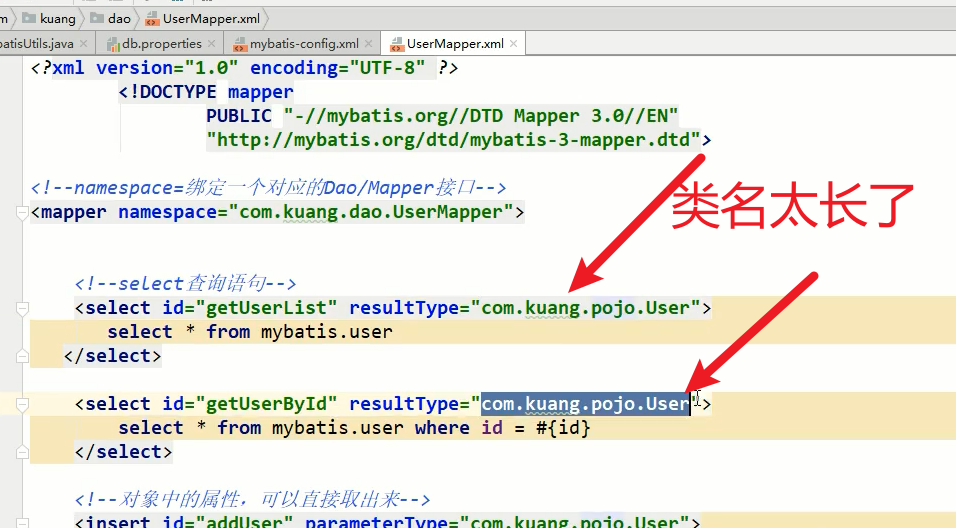 kuang dao UserMapper.xml
batisUtils.java db.properties mybatis-config.xml UserMapper.xml
<?xml version="1.0" encoding="UTF-8" ?>
<!DOCTYPE mapper
PUBLIC "-//mybatis.org//DTD Mapper 3.0//EN"
"http://mybatis.org/dtd/mybatis-3-mapper.dtd">
<!--namespace=绑定一个对应的Dao/Mapper接口-->
<mapper namespace="com.kuang.dao.UserMapper">
类名太长了
<!--select查询语句-->
<select id="getUserList" resultType="com.kuang.pojo.User">
select * from mybatis.user
</select>
<select id="getUserById" resultType="com.kuang.pojo.User">
select * from mybatis.user where id = #{id}
</select>
<!--对象中的属性，可以直接取出来-->
<insert id="addUser" parameterType="com.kuang.pojo.User">